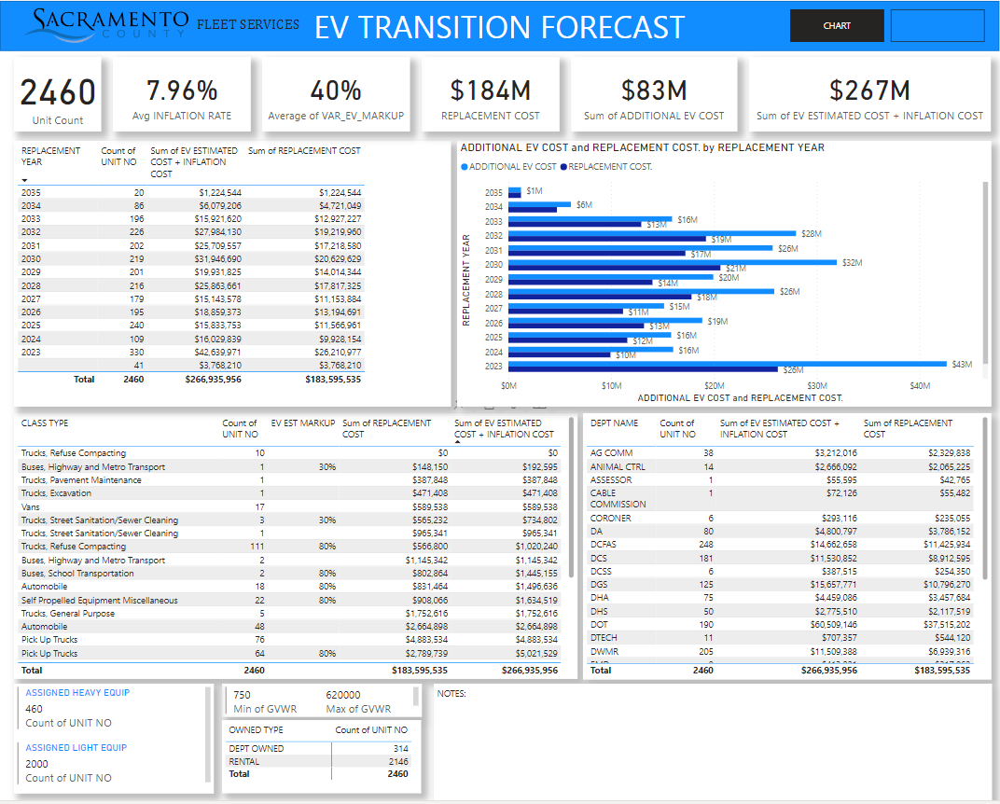 SACRAMENTO
COUNTY
FLEET SERVICES
EV TRANSITION FORECAST
CHART
2460
Unit Count
7.96%
Avg INFLATION RATE
40%
Average of VAR_EV_MARKUP
$184M
REPLACEMENT COST
$83M
Sum of ADDITIONAL EV COST
$267M
Sum of EV ESTIMATED COST + INFLATION COST
REPLACEMENT YEAR Count of UNIT NO Sum of EV ESTIMATED COST + INFLATION COST Sum of REPLACEMENT COST
2035 20 $1,224,544 $1,224,544
2034 86 $6,079,206 $4,721,049
2033 196 $15,921,620 $12,927,227
2032 226 $27,984,130 $19,219,960
2031 202 $25,709,557 $17,218,580
2030 219 $31,946,690 $20,629,629
2029 201 $19,931,825 $14,014,344
2028 216 $25,863,661 $17,817,325
2027 179 $15,143,578 $11,153,884
2026 195 $18,859,373 $13,194,691
2025 240 $15,833,753 $11,566,961
2024 109 $16,029,839 $9,928,154
2023 330 $42,639,971 $26,210,977
41 $3,768,210 $3,768,210
Total 2460 $266,935,956 $183,595,535
ADDITIONAL EV COST and REPLACEMENT COST. by REPLACEMENT YEAR
ADDITIONAL EV COST REPLACEMENT COST.
REPLACEMENT YEAR
2035 $1M
2034 $6M
2033 $16M $13M
2032 $28M $19M
2031 $26M $17M
2030 $32M $21M
2029 $20M $14M
2028 $26M $18M
2027 $15M $11M
2026 $19M $13M
2025 $16M $12M
2024 $16M $10M
2023 $43M $26M
$0M $10M $20M $30M $40M
ADDITIONAL EV COST and REPLACEMENT COST.
CLASS TYPE Count of UNIT NO EV EST MARKUP Sum of REPLACEMENT COST Sum of EV ESTIMATED COST + INFLATION COST
Trucks, Refuse Compacting 10 $0 $0
Buses, Highway and Metro Transport 1 30% $148,150 $192,595
Trucks, Pavement Maintenance 1 $387,848 $387,848
Trucks, Excavation 1 $471,408 $471,408
Vans 17 $589,538 $589,538
Trucks, Street Sanitation/Sewer Cleaning 3 30% $565,232 $734,802
Trucks, Street Sanitation/Sewer Cleaning 1 $965,341 $965,341
Trucks, Refuse Compacting 111 80% $566,800 $1,020,240
Buses, Highway and Metro Transport 2 $1,145,342 $1,145,342
Buses, School Transportation 2 80% $802,864 $1,445,155
Automobile 18 80% $831,464 $1,496,636
Self Propelled Equipment Miscellaneous 22 80% $908,066 $1,634,519
Trucks, General Purpose 5 $1,752,616 $1,752,616
Automobile 48 $2,664,898 $2,664,898
Pick Up Trucks 76 $4,883,534 $4,883,534
Pick Up Trucks 64 80% $2,789,739 $5,021,529
Total 2460 $183,595,535 $266,935,956
DEPT NAME Count of UNIT NO Sum of EV ESTIMATED COST + INFLATION COST Sum of REPLACEMENT COST
AG COMM 38 $3,212,016 $2,329,838
ANIMAL CTRL 14 $2,666,092 $2,065,225
ASSESSOR 1 $55,595 $42,765
CABLE COMMISSION 1 $72,126 $55,482
CORONER 6 $293,116 $235,055
DA 80 $4,800,797 $3,786,152
DCFAS 248 $14,662,658 $11,425,934
DCS 181 $11,530,852 $8,912,595
DCSS 6 $387,515 $254,350
DGS 125 $15,657,771 $10,796,270
DHA 75 $4,459,086 $3,457,684
DHS 50 $2,775,510 $2,117,519
DOT 190 $60,509,146 $37,515,202
DTECH 11 $707,357 $544,120
DWMR 205 $11,509,388 $6,939,316
Total 2460 $266,935,956 $183,595,535
ASSIGNED HEAVY EQUIP
460
Count of UNIT NO
ASSIGNED LIGHT EQUIP
2000
Count of UNIT NO
750 620000
Min of GVWR Max of GVWR
OWNED TYPE Count of UNIT NO
DEPT OWNED 314
RENTAL 2146
Total 2460
NOTES: